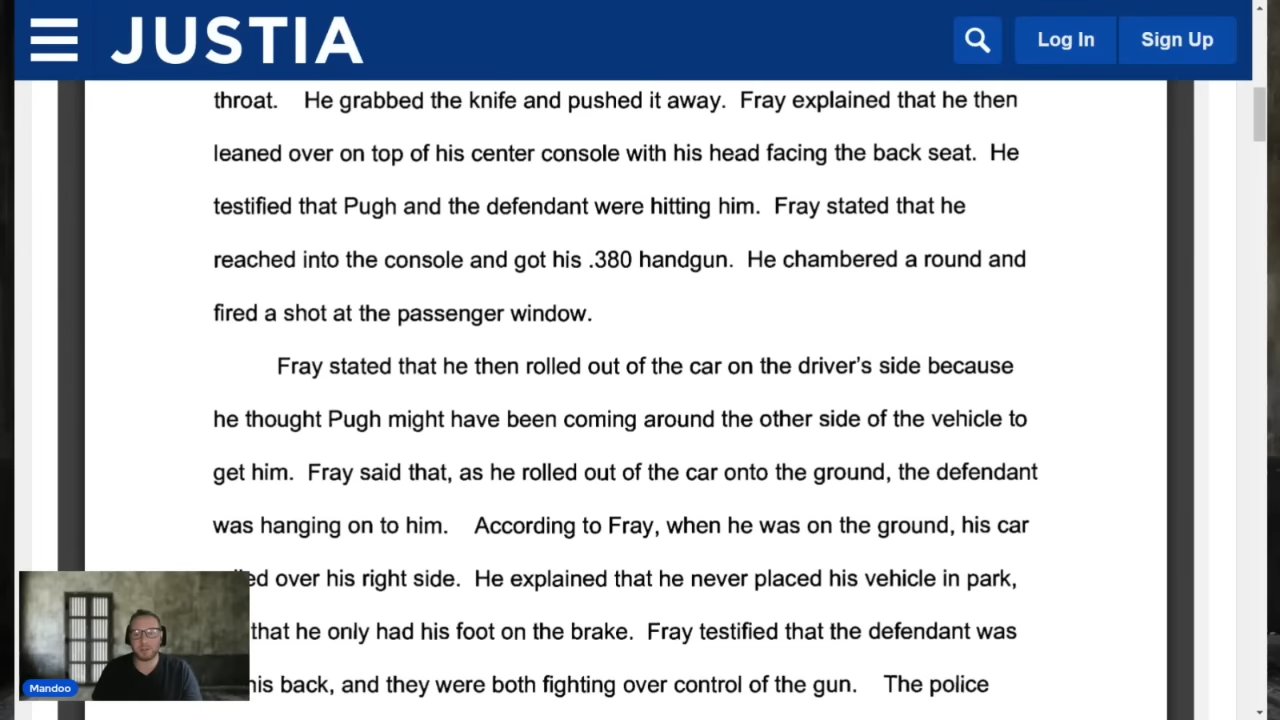 JUSTIA
Log In
Sign Up
throat. He grabbed the knife and pushed it away. Fray explained that he then
leaned over on top of his center console with his head facing the back seat. He
testified that Pugh and the defendant were hitting him. Fray stated that he
reached into the console and got his .380 handgun. He chambered a round and
fired a shot at the passenger window.
Fray stated that he then rolled out of the car on the driver's side because
he thought Pugh might have been coming around the other side of the vehicle to
get him. Fray said that, as he rolled out of the car onto the ground, the defendant
was hanging on to him. According to Fray, when he was on the ground, his car
over his right side. He explained that he never placed his vehicle in park,
that he only had his foot on the brake. Fray testified that the defendant was
his back, and they were both fighting over control of the gun. The police
Mandoo